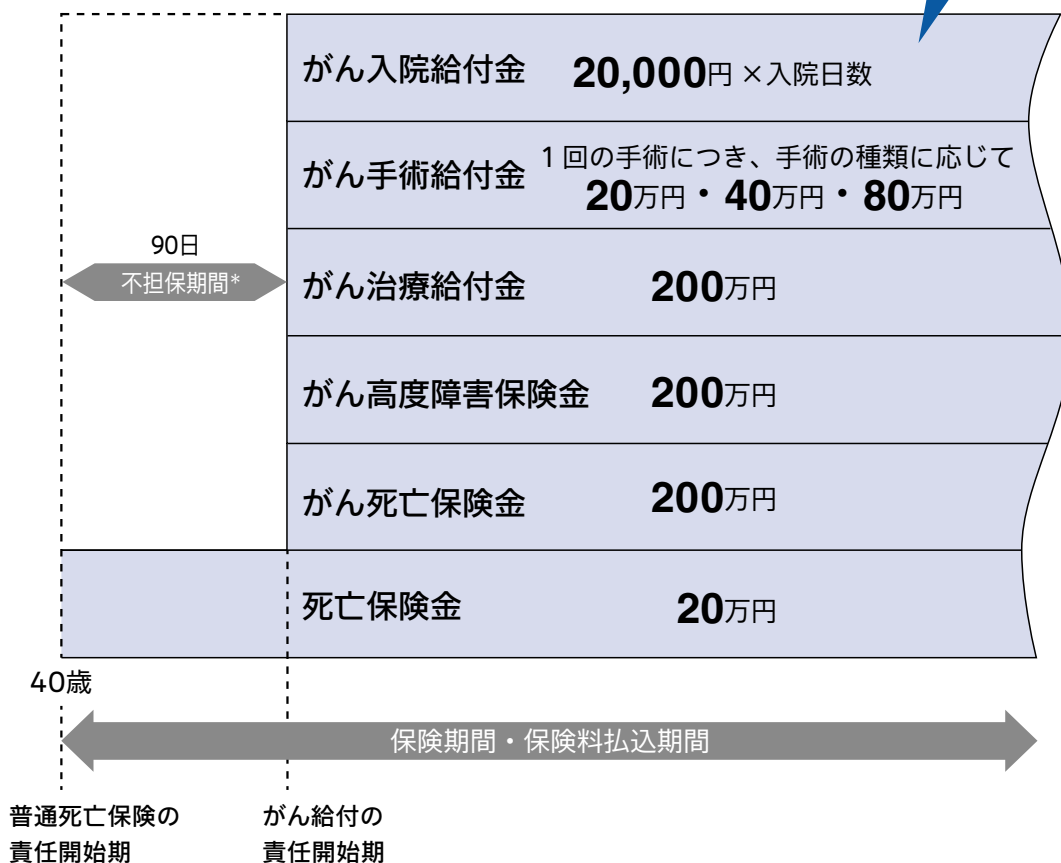 がん入院給付金 20,000円 ×入院日数
がん手術給付金 1回の手術につき、手術の種類に応じて
20万円・40万円・80万円
90日
不担保期間*
がん治療給付金 200万円
がん高度障害保険金 200万円
がん死亡保険金 200万円
死亡保険金 20万円
40歳
保険期間・保険料払込期間
普通死亡保険の
責任開始期
がん給付の
責任開始期